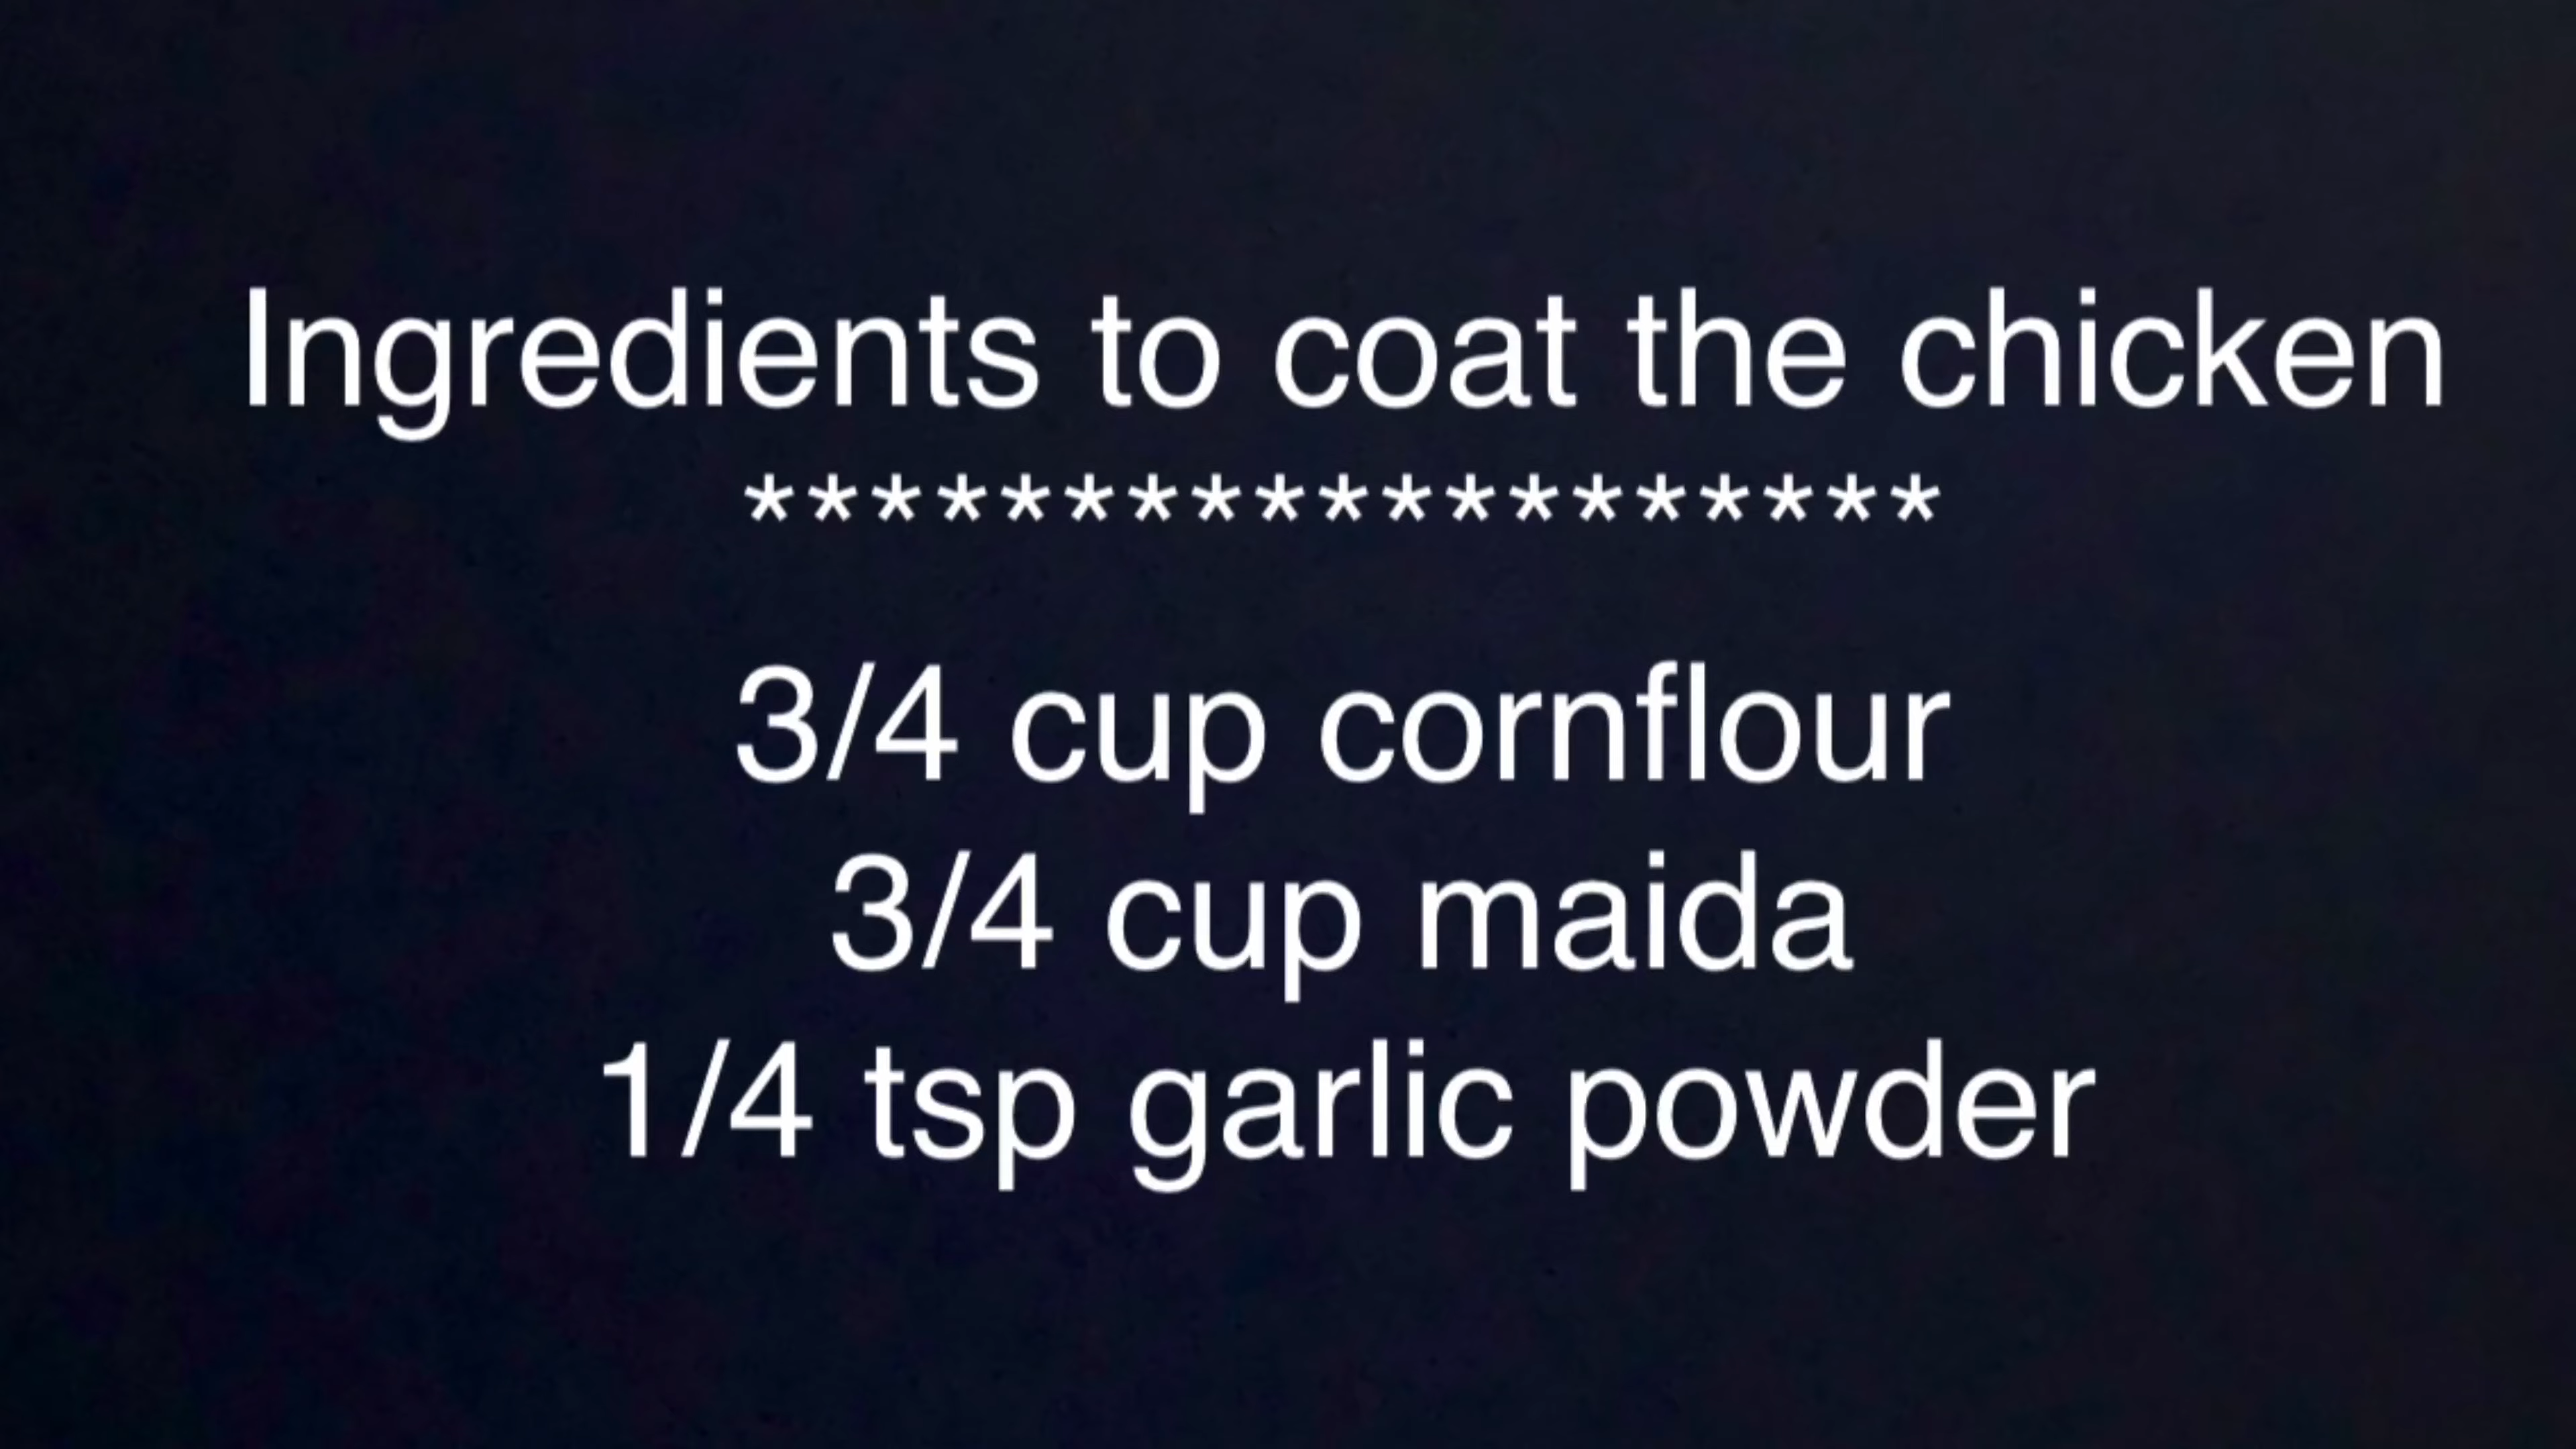 Ingredients to coat the chicken
*******************
3/4 cup cornflour
3/4 cup maida
1/4 tsp garlic powder